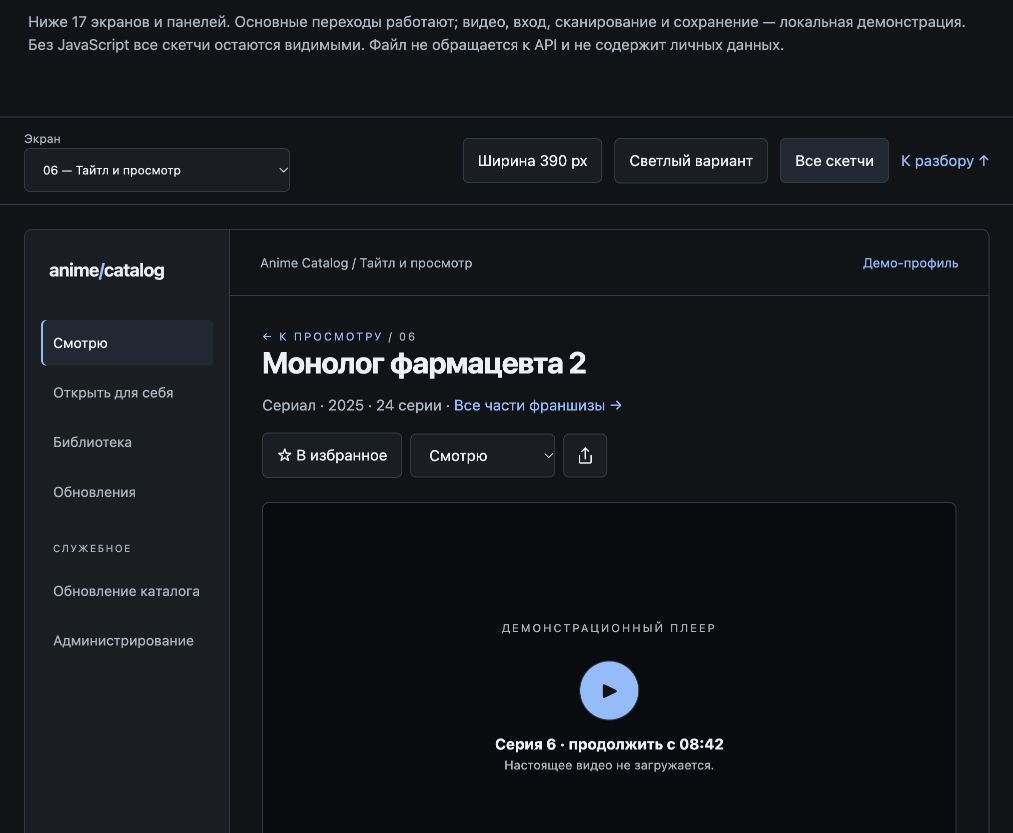 Ниже 17 экранов и панелей. Основные переходы работают; видео, вход, сканирование и сохранение — локальная демонстрация.
Без JavaScript все скетчи остаются видимыми. Файл не обращается к API и не содержит личных данных.
Экран
06 — Тайтл и просмотр
Ширина 390 px
Светлый вариант
Все скетчи
К разбору ↑
anime/catalog
Anime Catalog / Тайтл и просмотр
Демо-профиль
Смотрю
Открыть для себя
Библиотека
Обновления
СЛУЖЕБНОЕ
Обновление каталога
Администрирование
← К ПРОСМОТРУ / 06
Монолог фармацевта 2
Сериал · 2025 · 24 серии · Все части франшизы →
☆ В избранное
Смотрю
ДЕМОНСТРАЦИОННЫЙ ПЛЕЕР
Серия 6 · продолжить с 08:42
Настоящее видео не загружается.